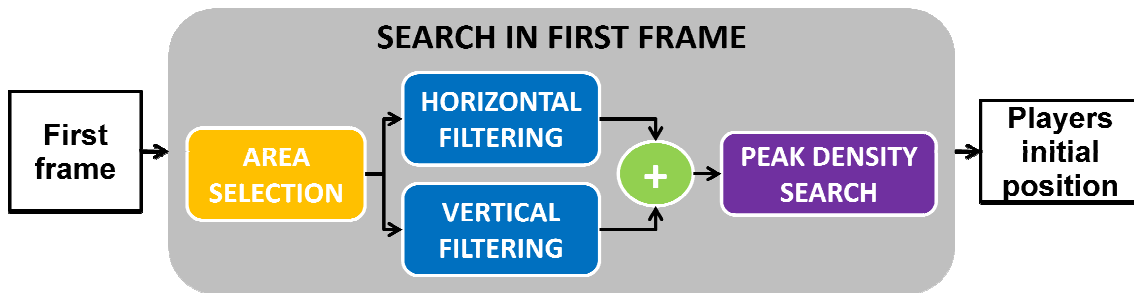 SEARCH IN FIRST FRAME
First
frame
AREA
SELECTION
HORIZONTAL
FILTERING
VERTICAL
FILTERING
+
PEAK DENSITY
SEARCH
Players
initial
position